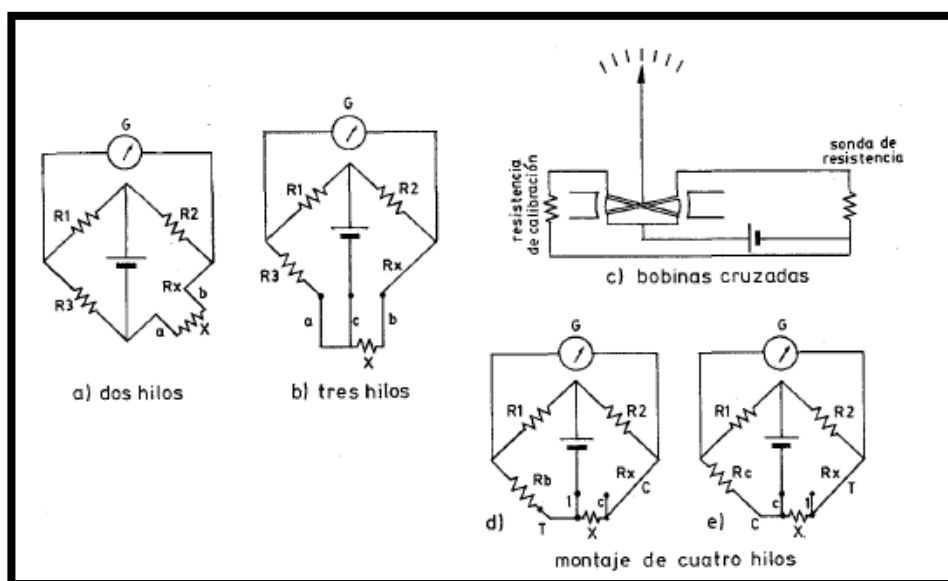 G
R1
R2
R3
Rx
b
a
X
a) dos hilos
G
R1
R2
R3
Rx
a
c
b
X
b) tres hilos
resistencia
de calibración
sonda de
resistencia
c) bobinas cruzadas
G
R1
R2
Rb
Rx
C
1
c
T
X
d)
G
R1
R2
Rc
Rx
T
c
1
C
X.
e)
montaje de cuatro hilos